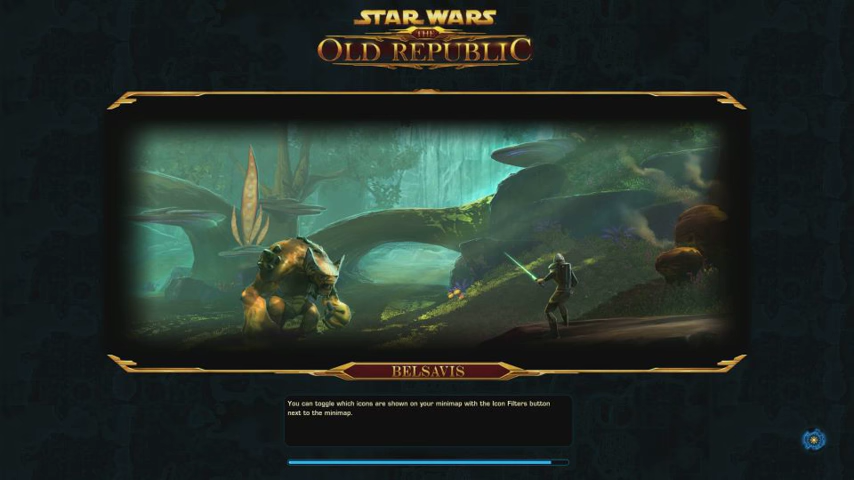 STAR WARS
THE
OLD REPUBLIC
BELSAVIS
You can toggle which icons are shown on your minimap with the Icon Filters button
next to the minimap.